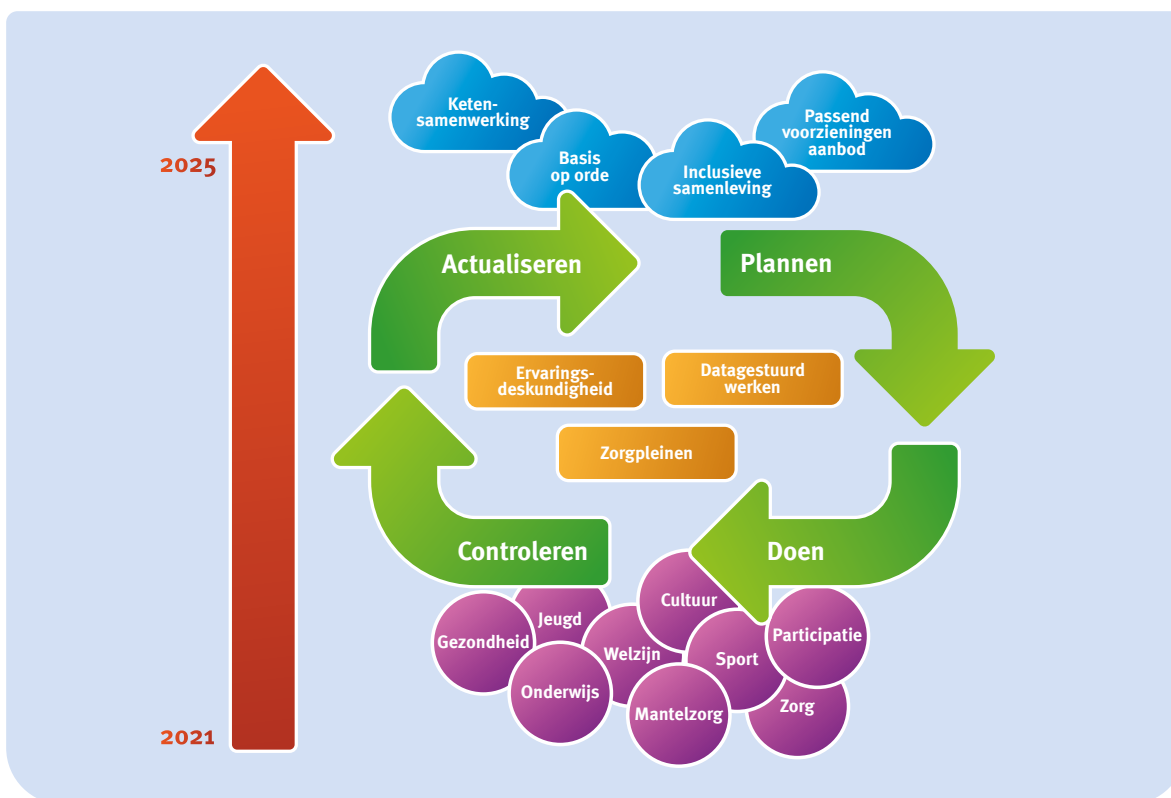 Keten-
samenwerking
Passend
voorzieningen
aanbod
Basis
op orde
Inclusieve
samenleving
2025
Actualiseren
Plannen
Ervarings-
deskundigheid
Datagestuurd
werken
Zorgpleinen
Controleren
Doen
Cultuur
Jeugd
Gezondheid
Participatie
Welzijn
Sport
Onderwijs
Mantelzorg
Zorg
2021